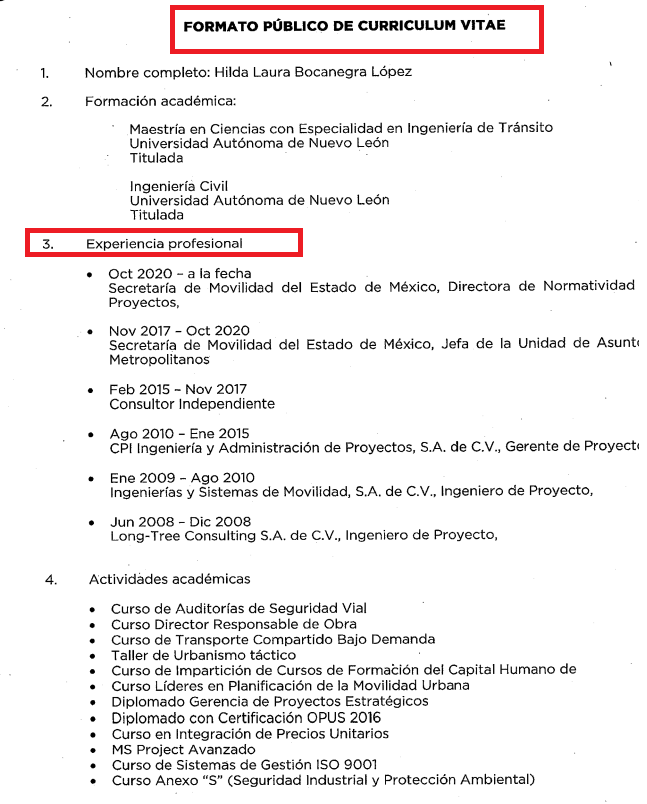 FORMATO PÚBLICO DE CURRICULUM VITAE
1. Nombre completo: Hilda Laura Bocanegra López
2. Formación académica:
Maestría en Ciencias con Especialidad en Ingeniería de Tránsito
Universidad Autónoma de Nuevo León
Titulada
Ingeniería Civil
Universidad Autónoma de Nuevo León
Titulada
3. Experiencia profesional
• Oct 2020 – a la fecha
Secretaría de Movilidad del Estado de México, Directora de Normatividad
Proyectos,
• Nov 2017 – Oct 2020
Secretaría de Movilidad del Estado de México, Jefa de la Unidad de Asunt
Metropolitanos
• Feb 2015 – Nov 2017
Consultor Independiente
• Ago 2010 – Ene 2015
CPI Ingeniería y Administración de Proyectos, S.A. de C.V., Gerente de Proyect
• Ene 2009 – Ago 2010
Ingenierías y Sistemas de Movilidad, S.A. de C.V., Ingeniero de Proyecto,
• Jun 2008 – Dic 2008
Long-Tree Consulting S.A. de C.V., Ingeniero de Proyecto,
4. Actividades académicas
• Curso de Auditorías de Seguridad Vial
• Curso Director Responsable de Obra
• Curso de Transporte Compartido Bajo Demanda
• Taller de Urbanismo táctico
• Curso de Impartición de Cursos de Formación del Capital Humano de
• Curso Líderes en Planificación de la Movilidad Urbana
• Diplomado Gerencia de Proyectos Estratégicos
• Diplomado con Certificación OPUS 2016
• Curso en Integración de Precios Unitarios
• MS Project Avanzado
• Curso de Sistemas de Gestión ISO 9001
• Curso Anexo “S” (Seguridad Industrial y Protección Ambiental)